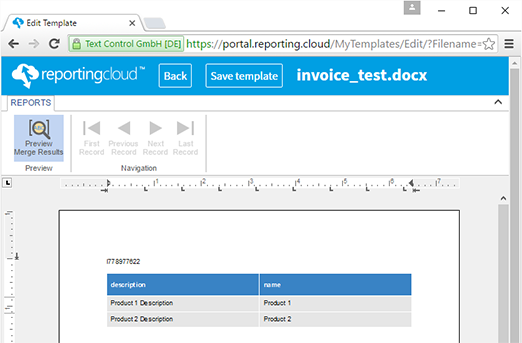 Edit Template
Text Control GmbH [DE] https://portal.reporting.cloud/MyTemplates/Edit/?Filename=
reportingcloud™ Back Save template invoice_test.docx
REPORTS
Preview Merge Results
First Record
Previous Record
Next Record
Last Record
Preview Navigation
L 1 2 3 4 5 6 7
I778977622
description name
Product 1 Description Product 1
Product 2 Description Product 2